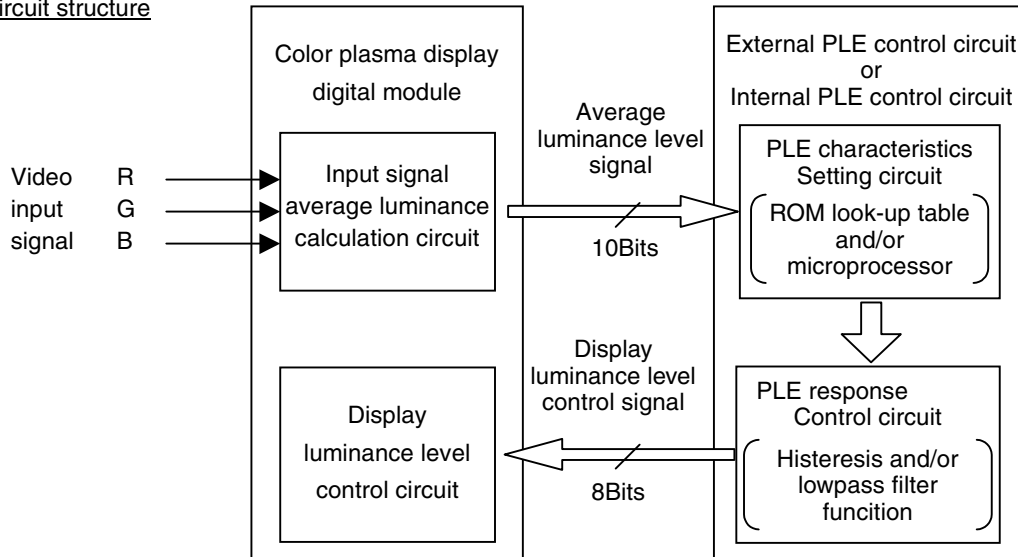 ircuit structure
Color plasma display
digital module
External PLE control circuit
or
Internal PLE control circuit
Video R
input G
signal B
Input signal
average luminance
calculation circuit
Average
luminance level
signal
10Bits
PLE characteristics
Setting circuit
ROM look-up table
and/or
microprocessor
Display
luminance level
control circuit
Display
luminance level
control signal
8Bits
PLE response
Control circuit
Histeresis and/or
lowpass filter
funcition